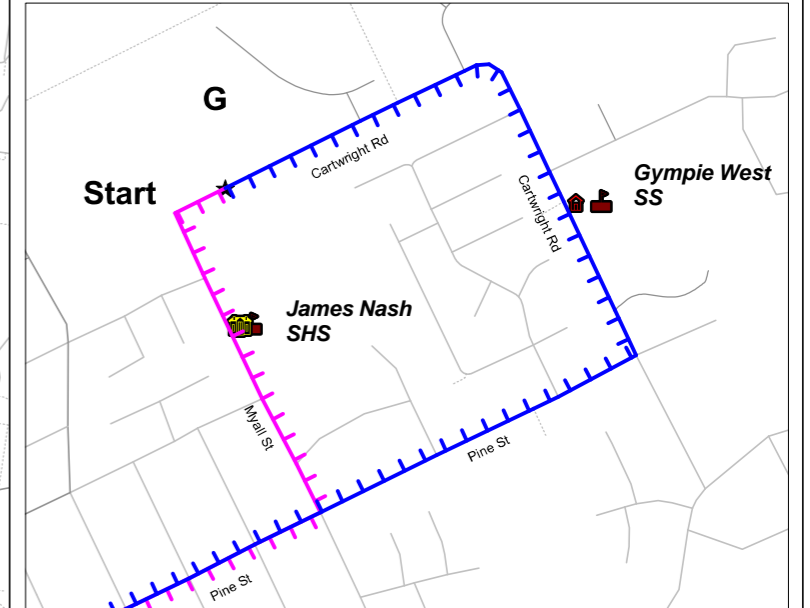 G
Cartwright Rd
Start
Gympie West
SS
Cartwright Rd
James Nash
SHS
Myall St
Pine St
Pine St